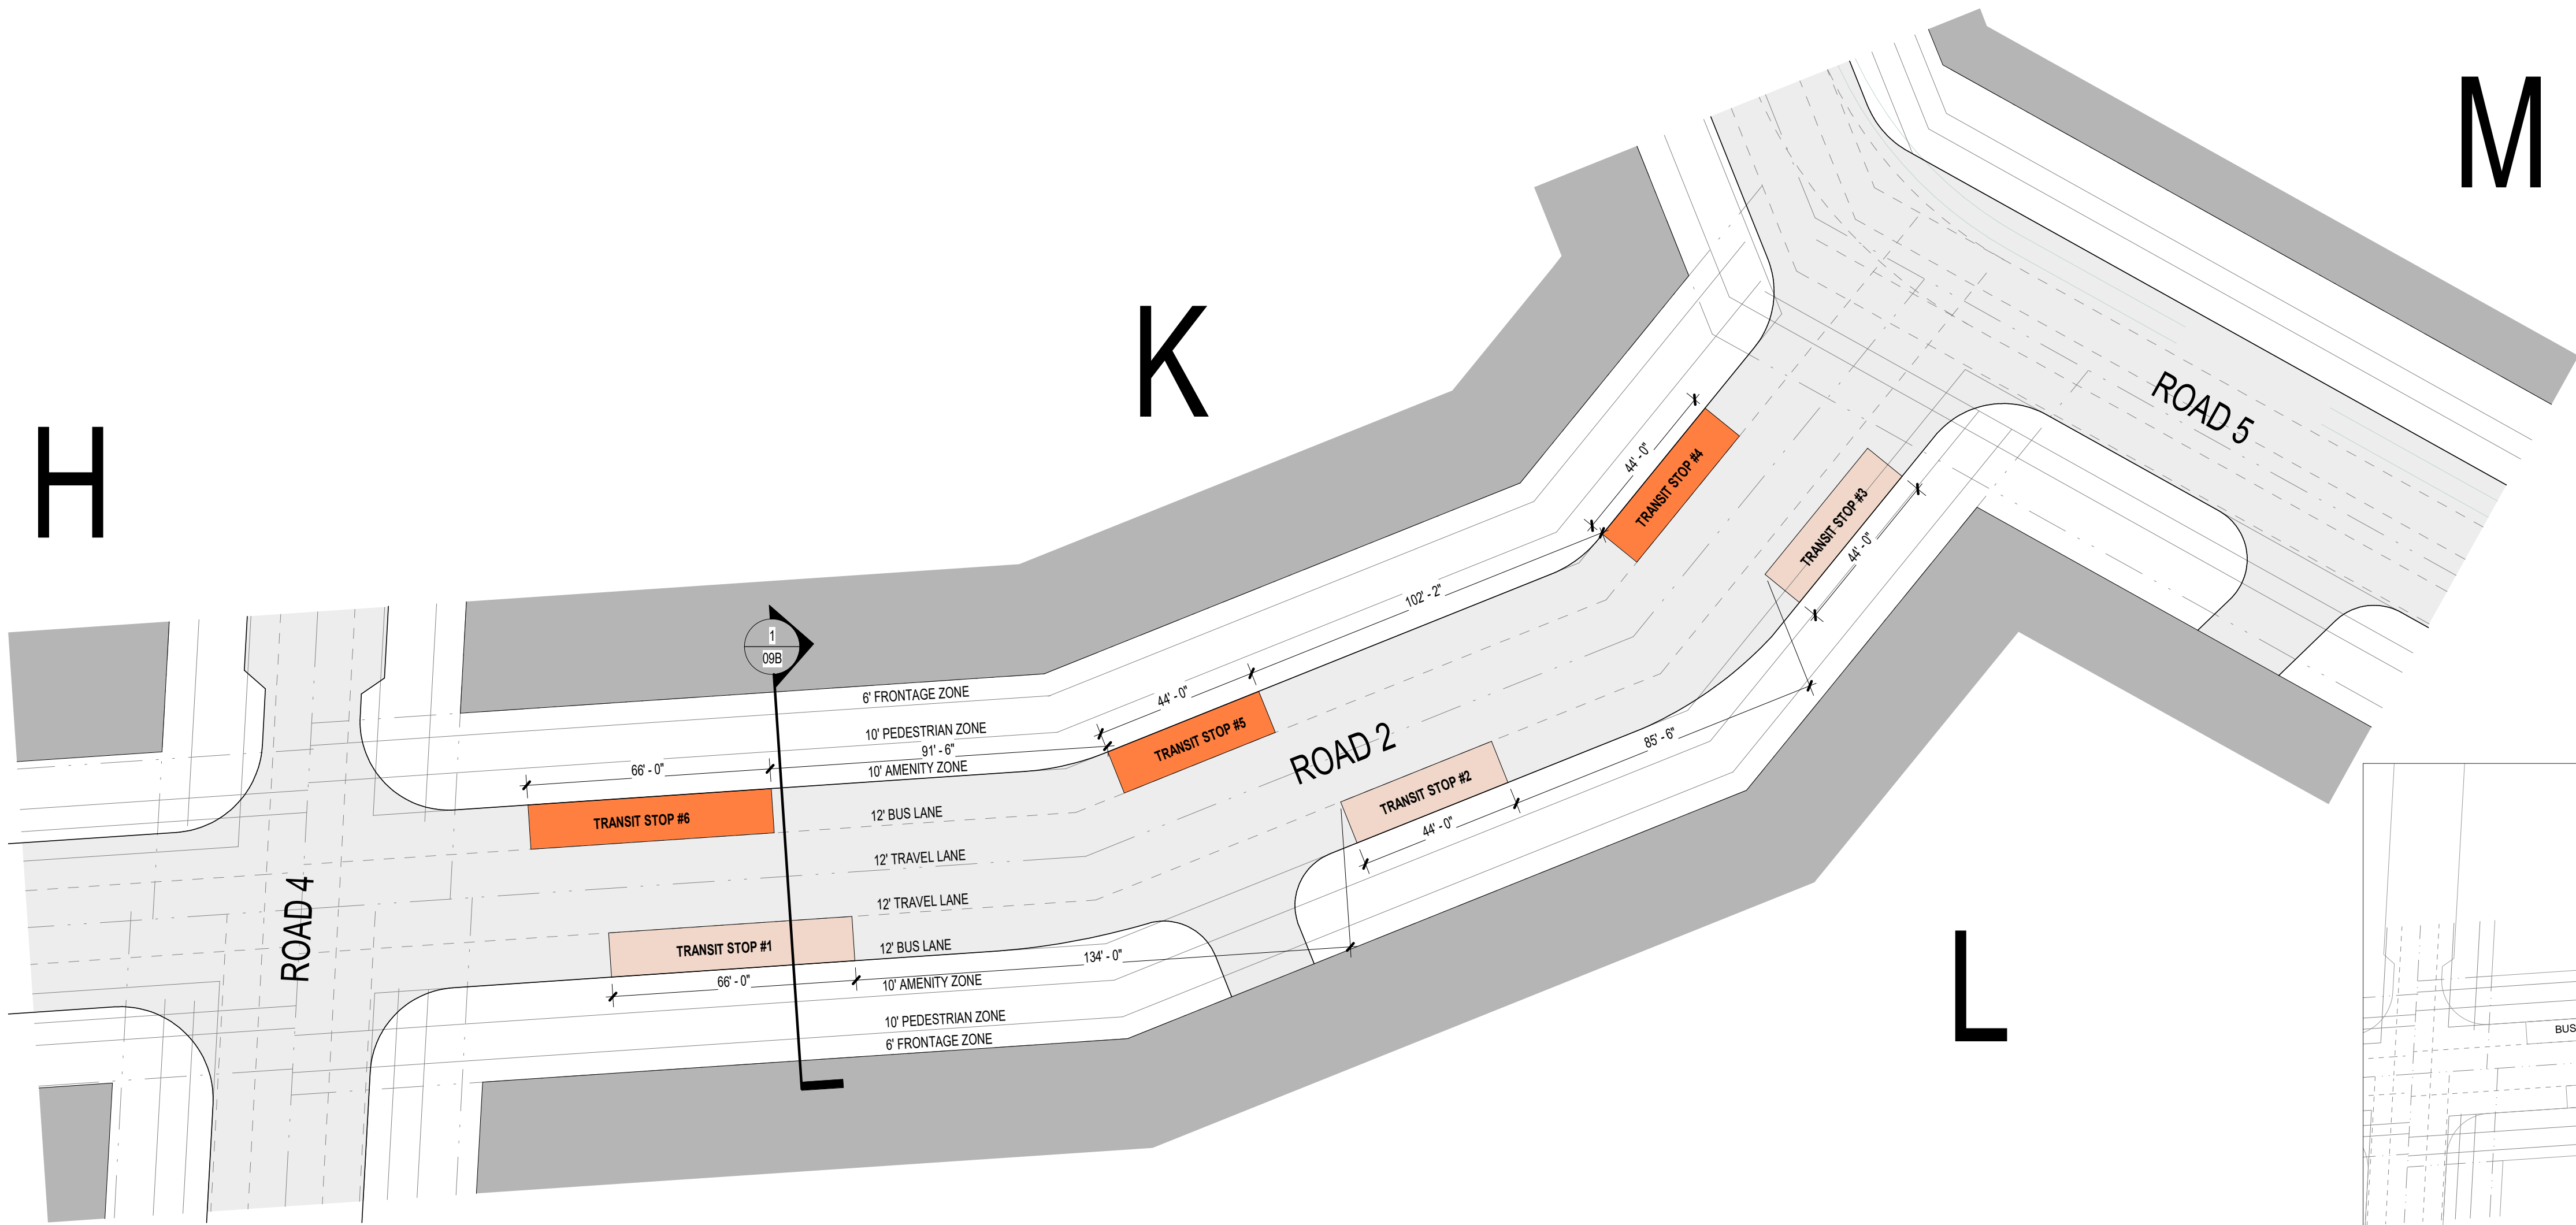 M
K
H
L
ROAD 5
44' - 0"
TRANSIT STOP #4
TRANSIT STOP #3
44' - 0"
102' - 2"
1
09B
6' FRONTAGE ZONE
10' PEDESTRIAN ZONE
91' - 6"
10' AMENITY ZONE
66' - 0"
44' - 0"
TRANSIT STOP #5
ROAD 2
85' - 6"
TRANSIT STOP #2
44' - 0"
TRANSIT STOP #6
12' BUS LANE
12' TRAVEL LANE
12' TRAVEL LANE
ROAD 4
TRANSIT STOP #1
12' BUS LANE
134' - 0"
66' - 0"
10' AMENITY ZONE
10' PEDESTRIAN ZONE
6' FRONTAGE ZONE
BUS